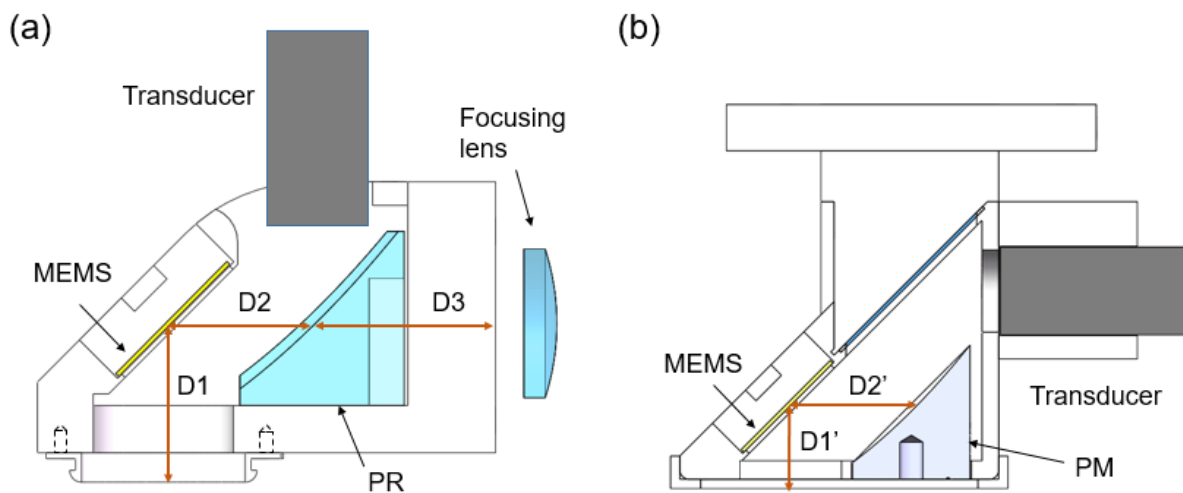 (a)
Transducer
Focusing
lens
MEMS
D2
D3
D1
PR
(b)
MEMS
D2’
D1’
Transducer
PM